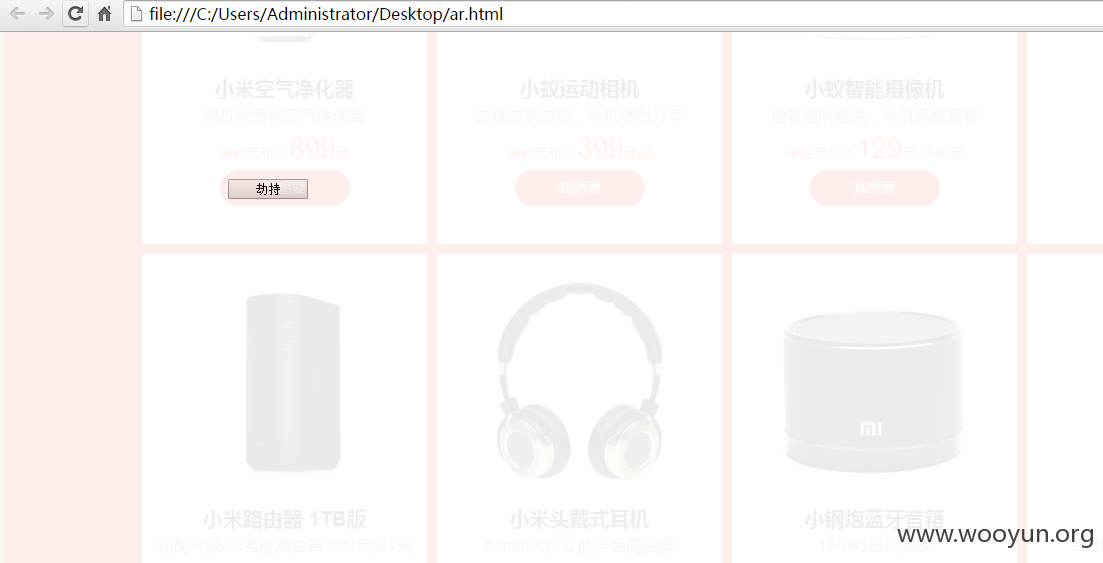 file:///C:/Users/Administrator/Desktop/ar.html
小米空气净化器
小蚁运动相机
小蚁智能摄像机
高性能智能空气净化器
边玩边录边拍，手机随时分享
能看能听能说，手机远程观看
米粉节价：899元
米粉节价：399元起
米粉节价：129元 149元
劫持
我想要
我想要
MI
小米路由器 1TB版
小米头戴式耳机
小钢炮蓝牙音箱
顶配双频AC智能路由器 599元仅1天
50mm大尺寸航天金属振膜
12小时超长播放
www.wooyun.org